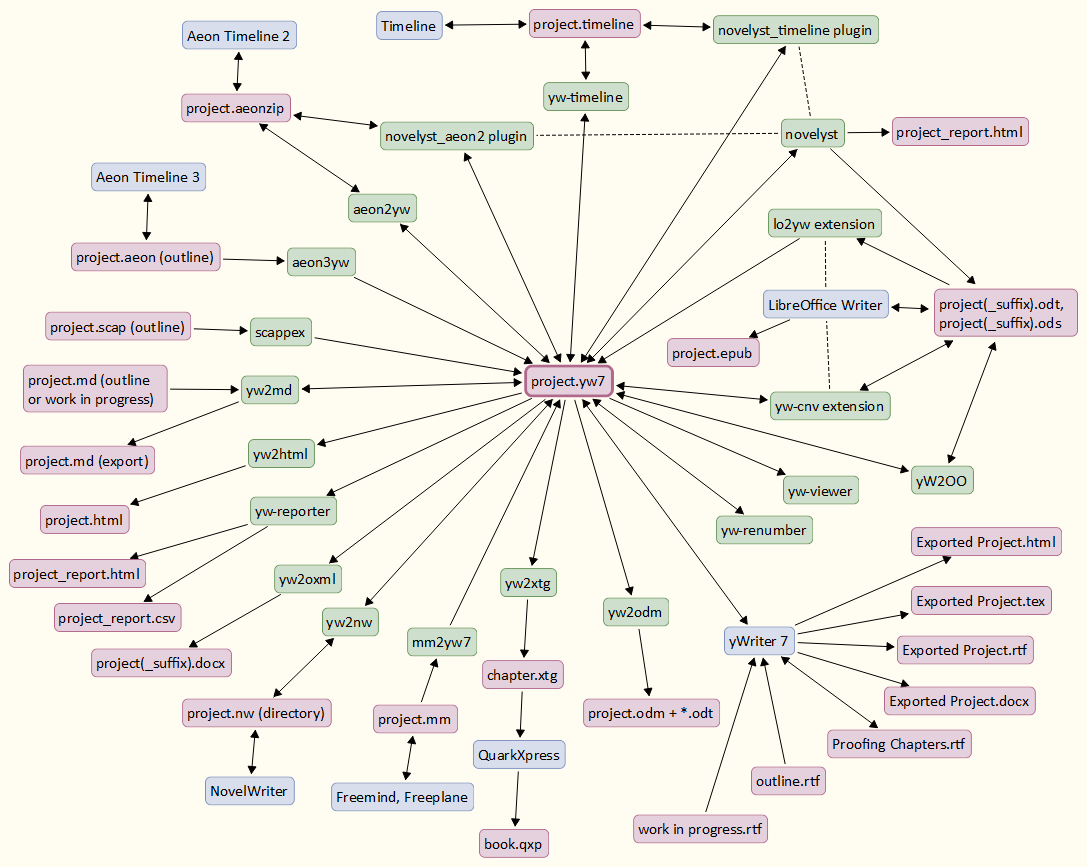 Timeline
project.timeline
novelyst_timeline plugin
Aeon Timeline 2
yw-timeline
project.aeonzip
novelyst_aeon2 plugin
novelyst
project_report.html
Aeon Timeline 3
aeon2yw
lo2yw extension
project.aeon (outline)
aeon3yw
LibreOffice Writer
project(_suffix).odt,
project(_suffix).ods
project.scap (outline)
scappex
project.epub
project.md (outline
or work in progress)
yw2md
project.yw7
yw-cnv extension
project.md (export)
yw2html
yW2OO
yw-viewer
project.html
yw-reporter
yw-renumber
Exported Project.html
project_report.html
yw2oxml
yw2xtg
Exported Project.tex
project_report.csv
yw2nw
yw2odm
mm2yw7
yWriter 7
Exported Project.rtf
project(_suffix).docx
chapter.xtg
Exported Project.docx
project.nw (directory)
project.mm
project.odm + *.odt
Proofing Chapters.rtf
QuarkXpress
outline.rtf
NovelWriter
Freemind, Freeplane
work in progress.rtf
book.qxp